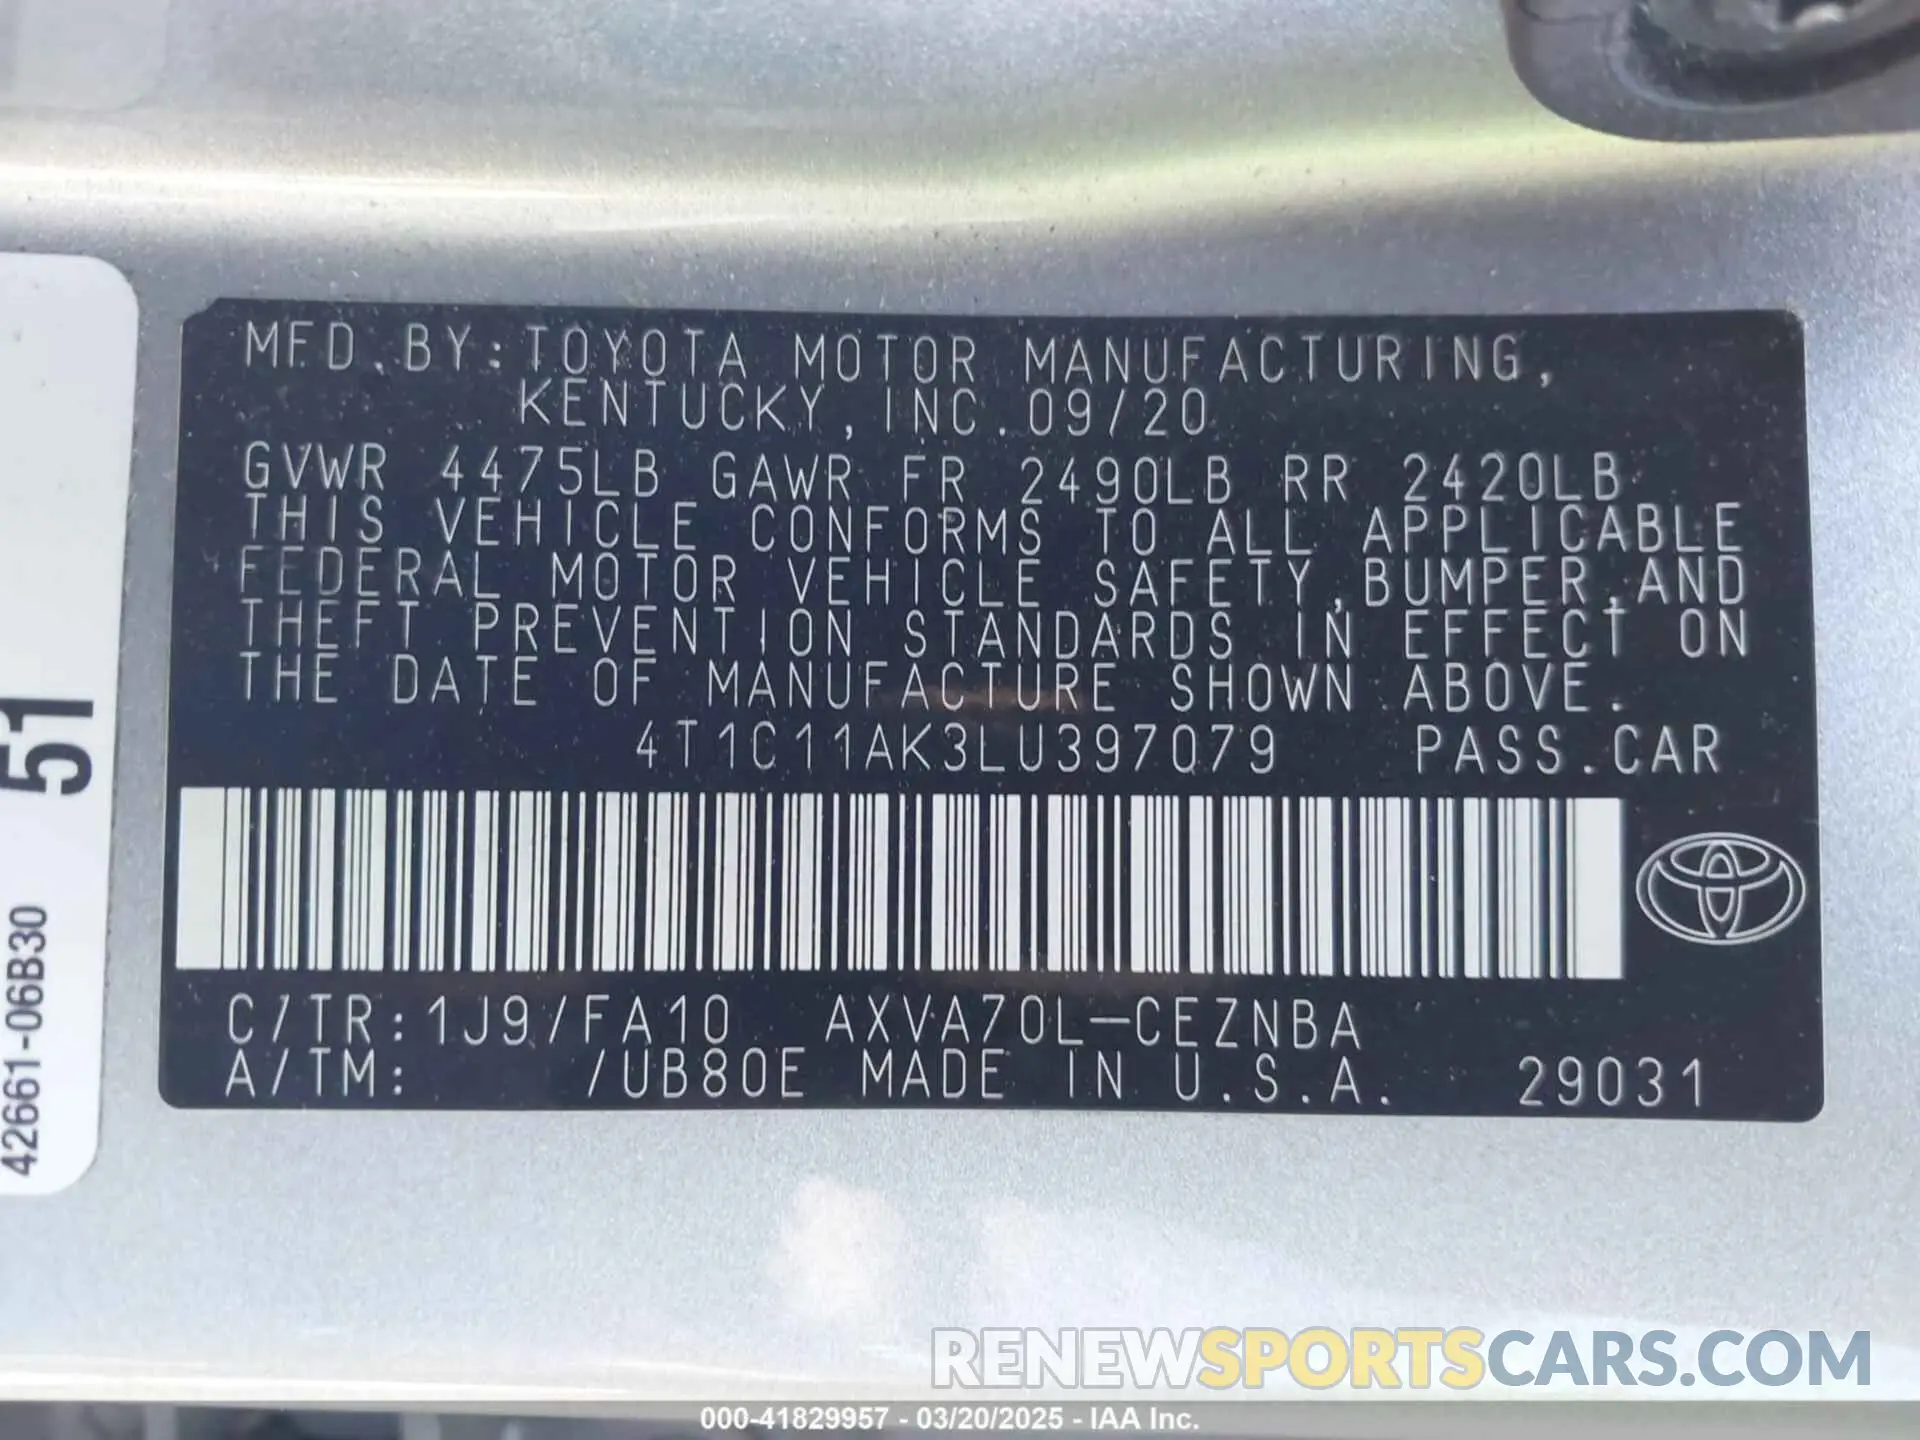 MFD.BY:TOYOTA MOTOR MANUFACTURING,
KENTUCKY,INC.09/20
GVWR 4475LB GAWR FR 2490LB RR 2420LB
THIS VEHICLE CONFORMS TO ALL APPLICABLE
FEDERAL MOTOR VEHICLE SAFETY,BUMPER,AND
THEFT PREVENTION STANDARDS IN EFFECT ON
THE DATE OF MANUFACTURE SHOWN ABOVE.
4T1C11AK3LU397079 PASS.CAR
C/TR:1J9/FA10 AXVA70L-CEZNBA
A/TM: /UB80E MADE IN U.S.A. 29031
51
42661-06B30
RENEWSPORTSCARS.COM
000-41829957 - 03/20/2025 - IAA Inc.